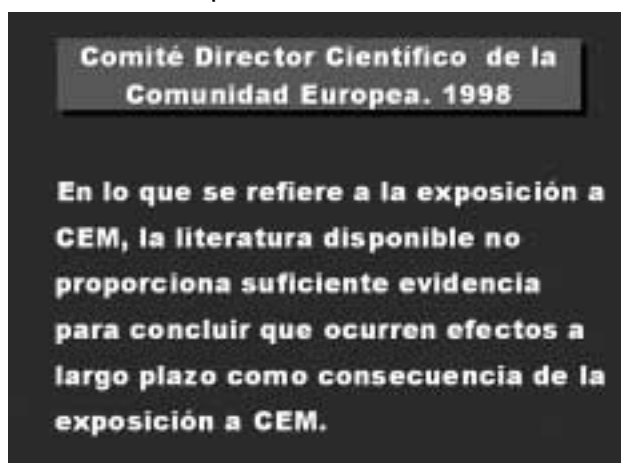 Comité Director Científico de la
Comunidad Europea. 1998
En lo que se refiere a la exposición a
CEM, la literatura disponible no
proporciona suficiente evidencia
para concluir que ocurren efectos a
largo plazo como consecuencia de la
exposición a CEM.